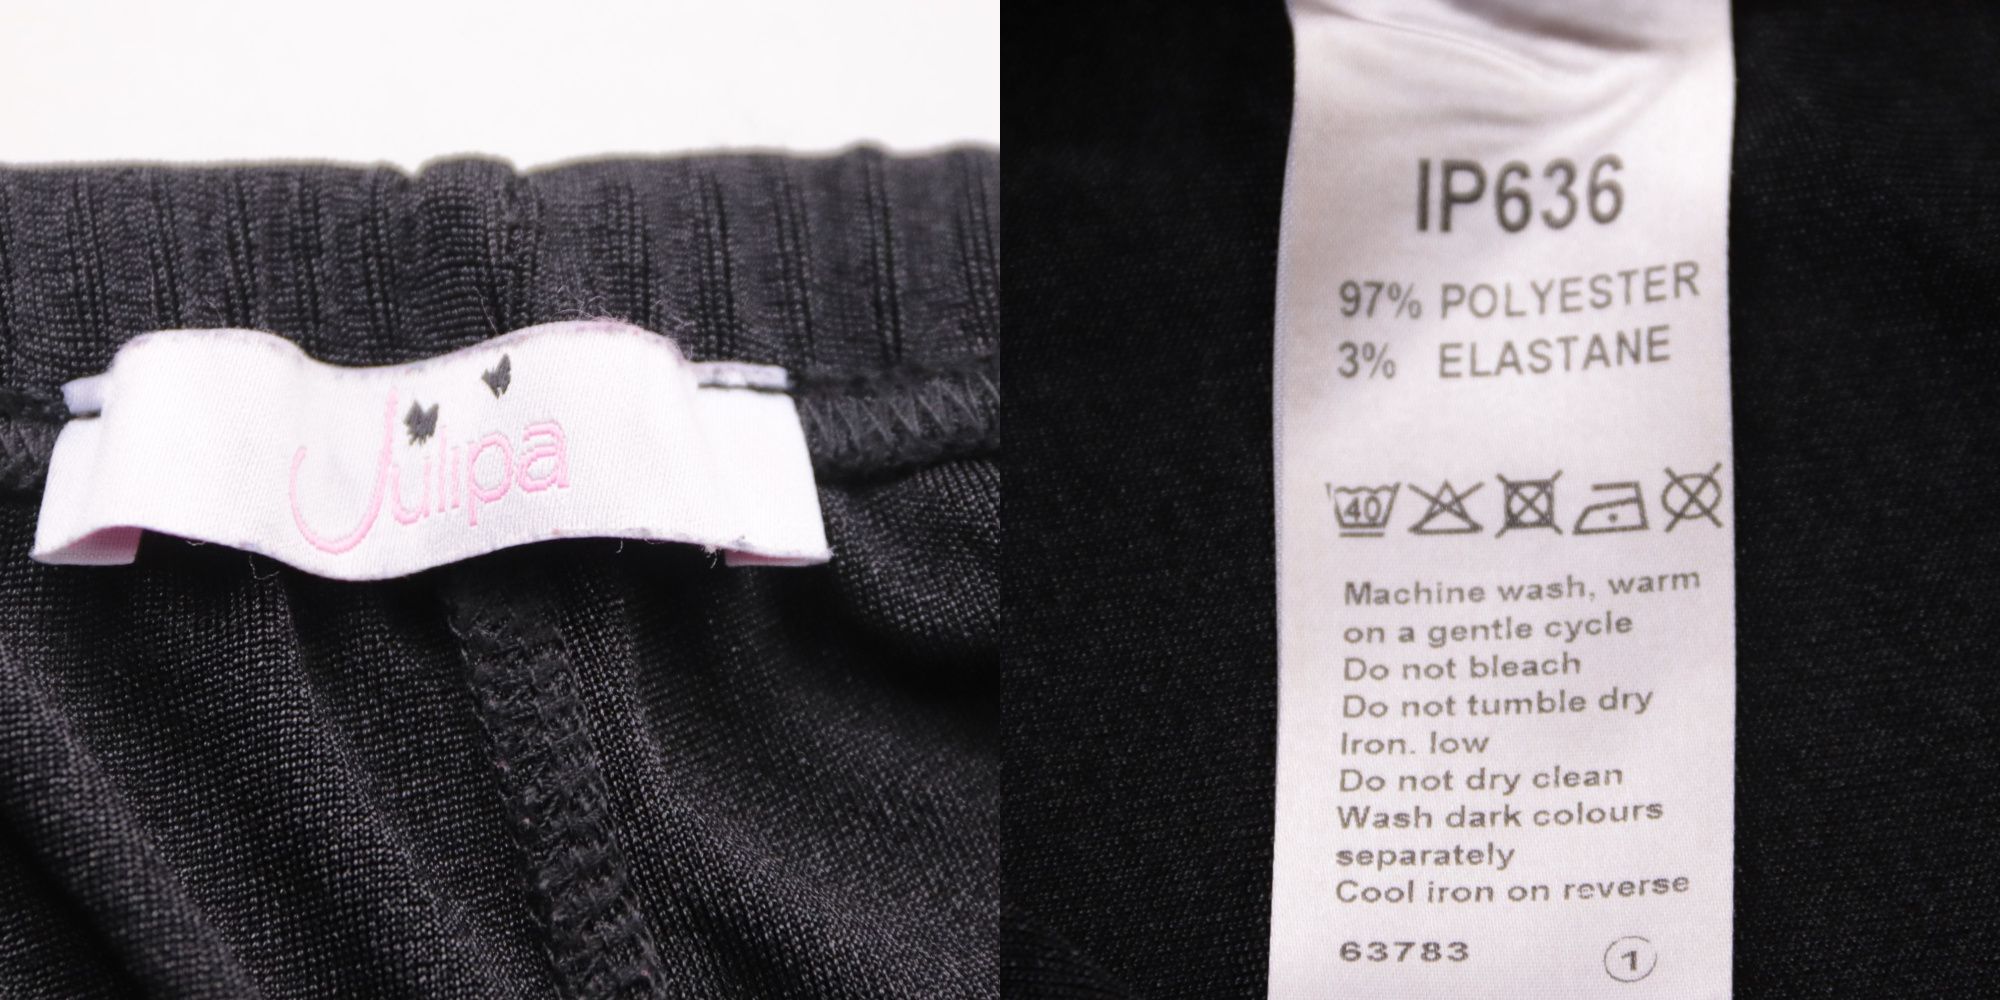 Julipa
IP636
97% POLYESTER
3% ELASTANE
40
Machine wash, warm
on a gentle cycle
Do not bleach
Do not tumble dry
Iron. low
Do not dry clean
Wash dark colours
separately
Cool iron on reverse
63783 1